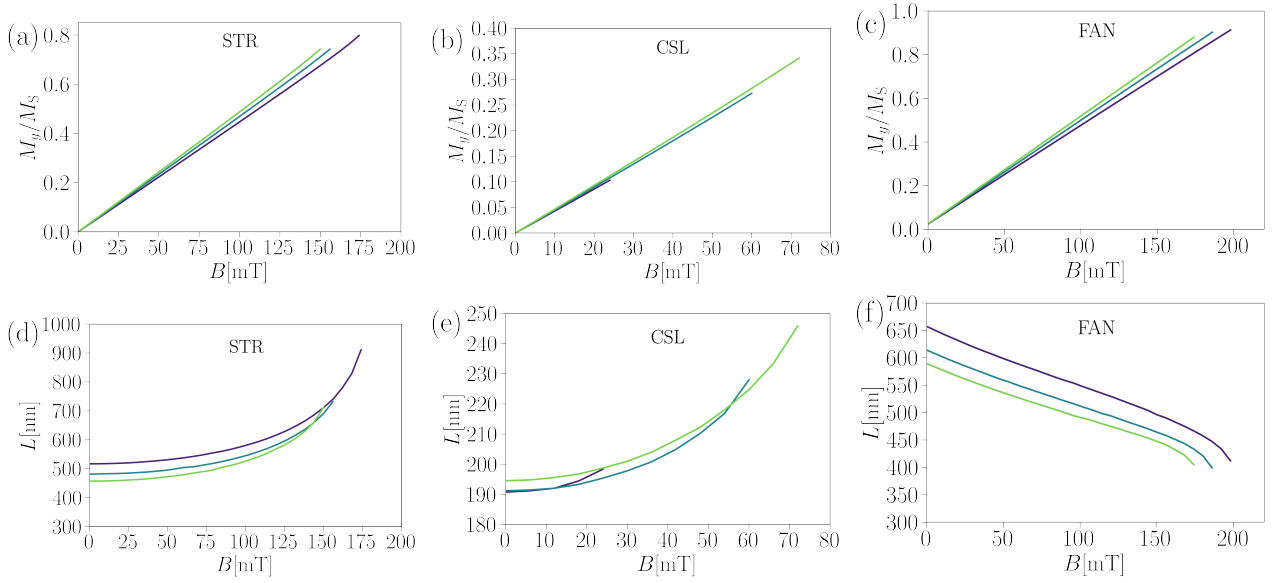 (a)
STR
0.8
0.6
0.4
0.2
0.0
M_y/M_S
0 25 50 75 100 125 150 175 200
B[mT]
(b)
CSL
0.40
0.35
0.30
0.25
0.20
0.15
0.10
0.05
0.00
M_y/M_S
0 10 20 30 40 50 60 70 80
B[mT]
(c)
FAN
1.0
0.8
0.6
0.4
0.2
0.0
M_y/M_S
0 50 100 150 200
B[mT]
(d)
STR
1000
900
800
700
600
500
400
300
L[nm]
0 25 50 75 100 125 150 175 200
B[mT]
(e)
CSL
250
240
230
220
210
200
190
180
L[nm]
0 10 20 30 40 50 60 70 80
B[mT]
(f)
FAN
700
650
600
550
500
450
400
350
300
L[nm]
0 50 100 150 200
B[mT]